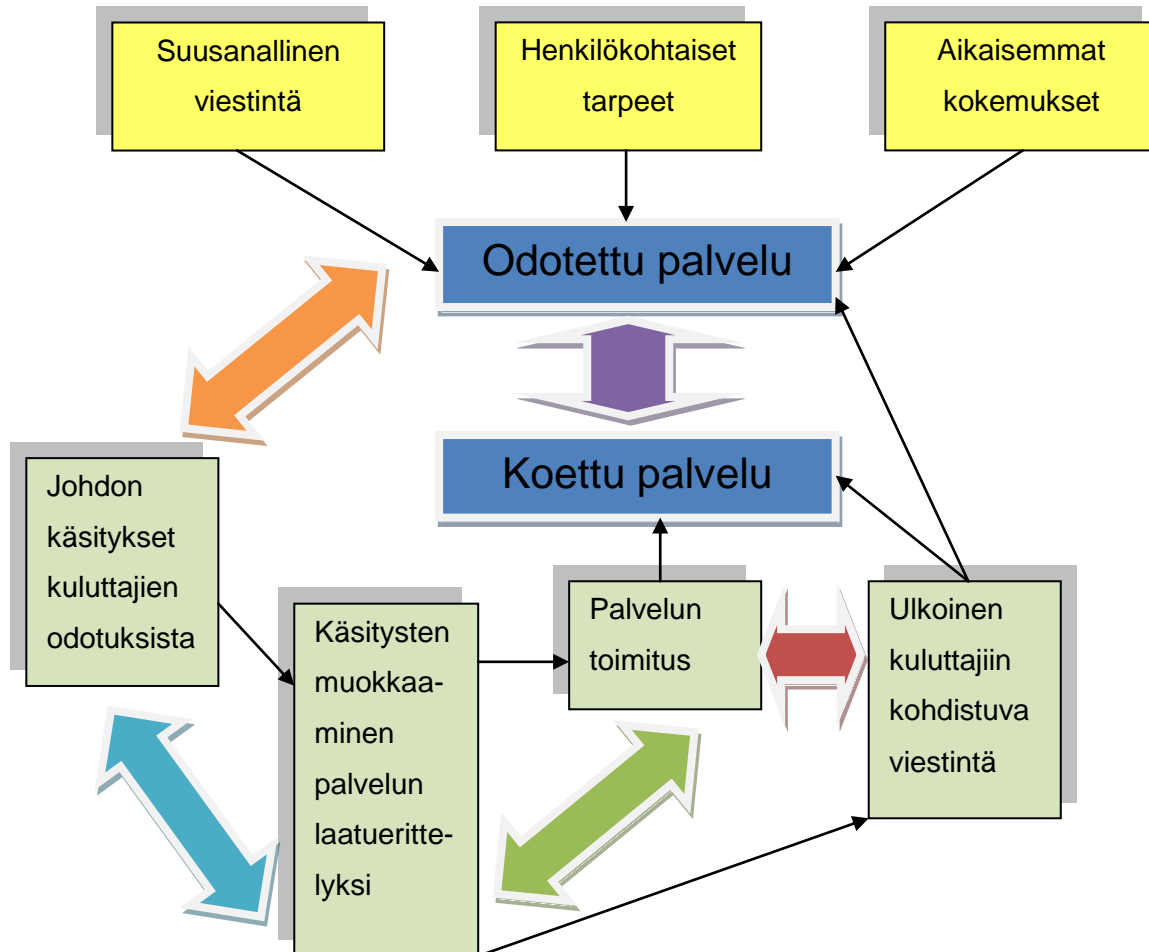 Suusanallinen
viestintä
Henkilökohtaiset
tarpeet
Aikaisemmat
kokemukset
Odotettu palvelu
Koettu palvelu
Johdon
käsitykset
kuluttajien
odotuksista
Käsitysten
muokkaa-
minen
palvelun
laatueritte-
lyksi
Palvelun
toimitus
Ulkoinen
kuluttajiin
kohdistuva
viestintä